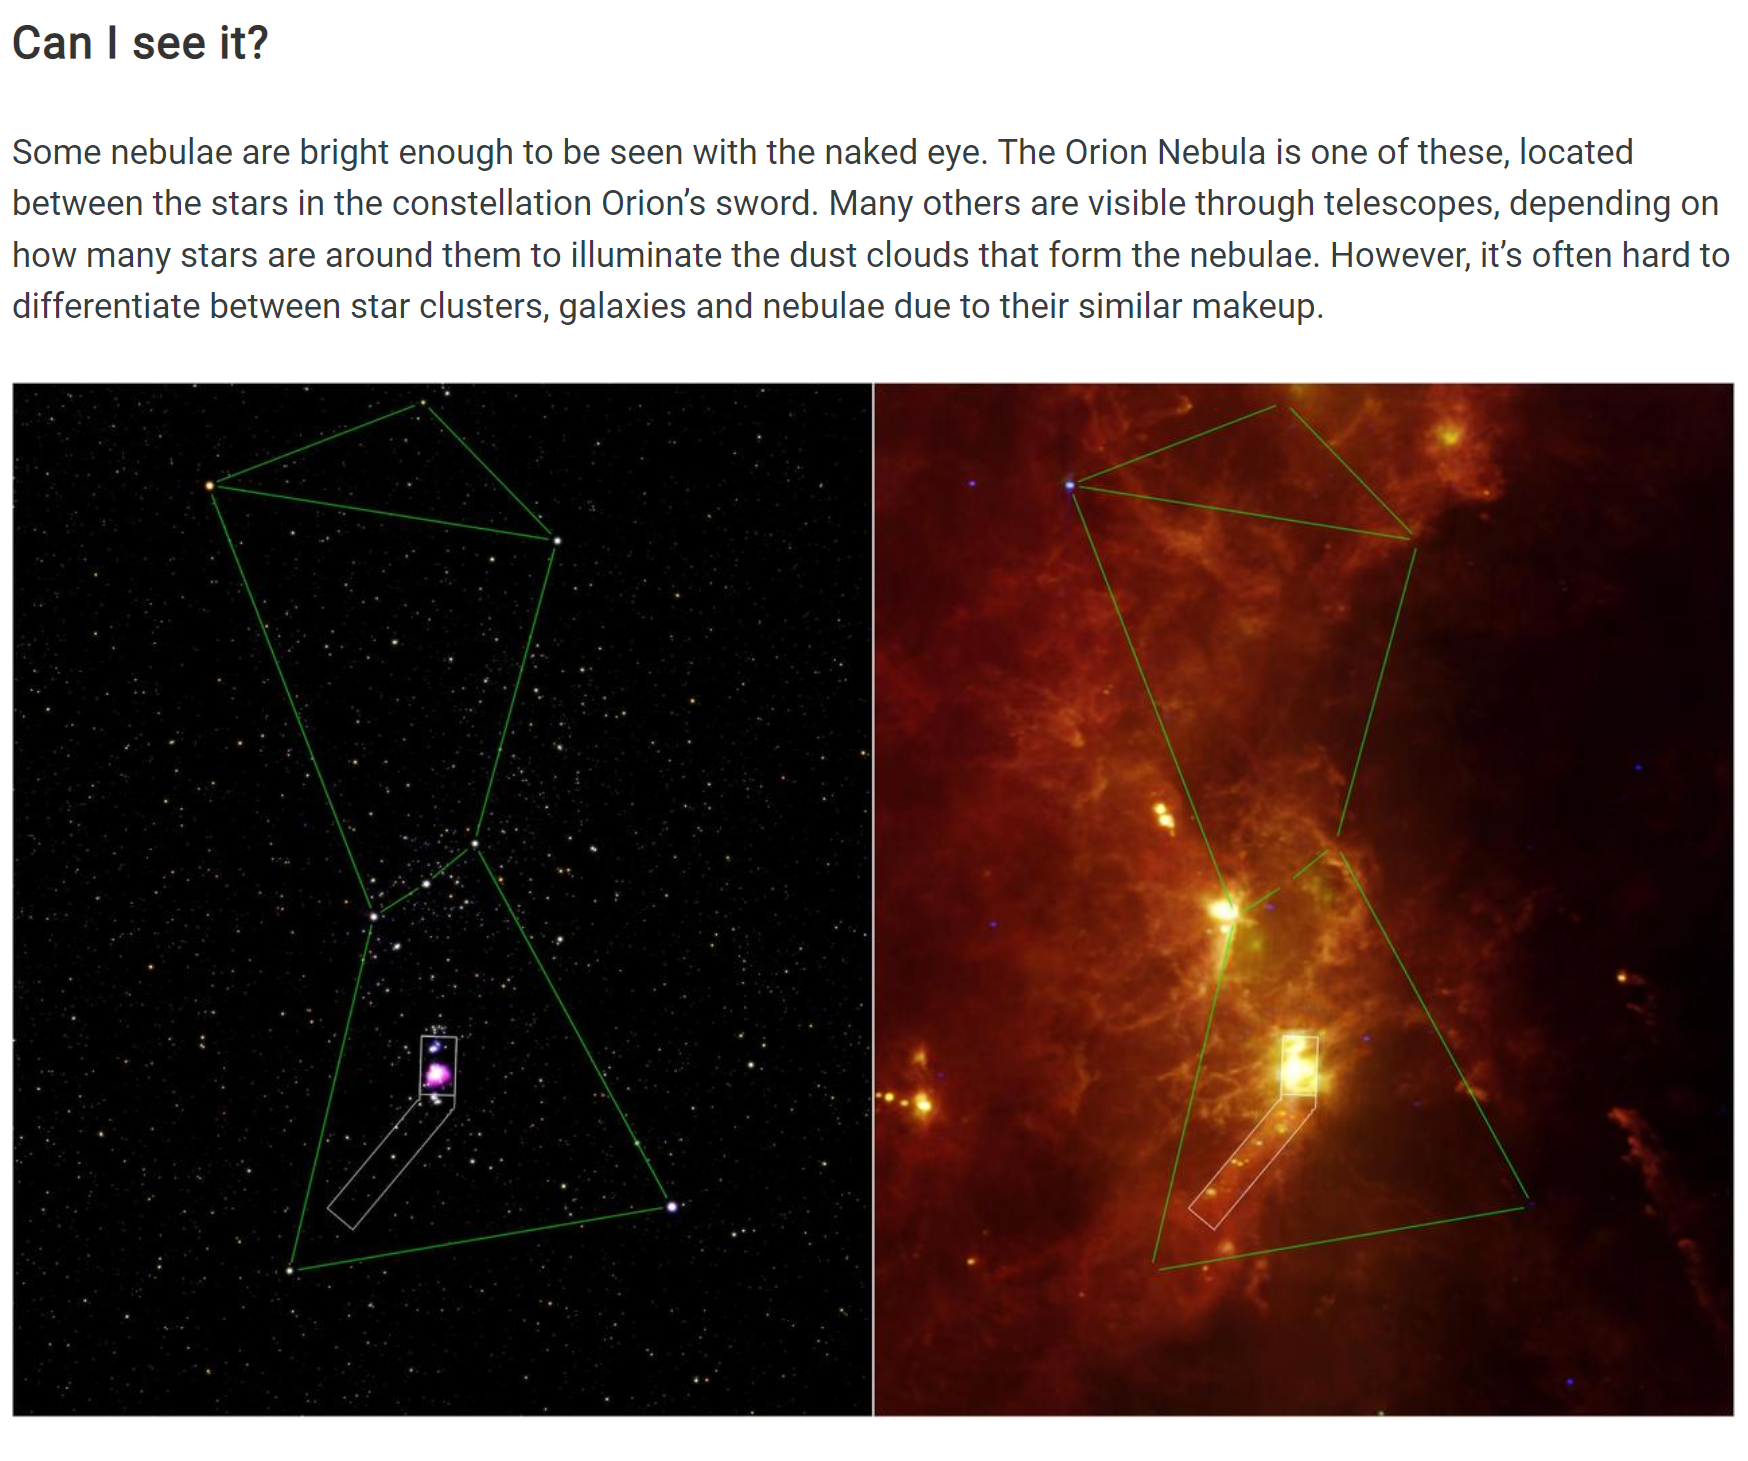 Can I see it?
Some nebulae are bright enough to be seen with the naked eye. The Orion Nebula is one of these, located
between the stars in the constellation Orion’s sword. Many others are visible through telescopes, depending on
how many stars are around them to illuminate the dust clouds that form the nebulae. However, it’s often hard to
differentiate between star clusters, galaxies and nebulae due to their similar makeup.